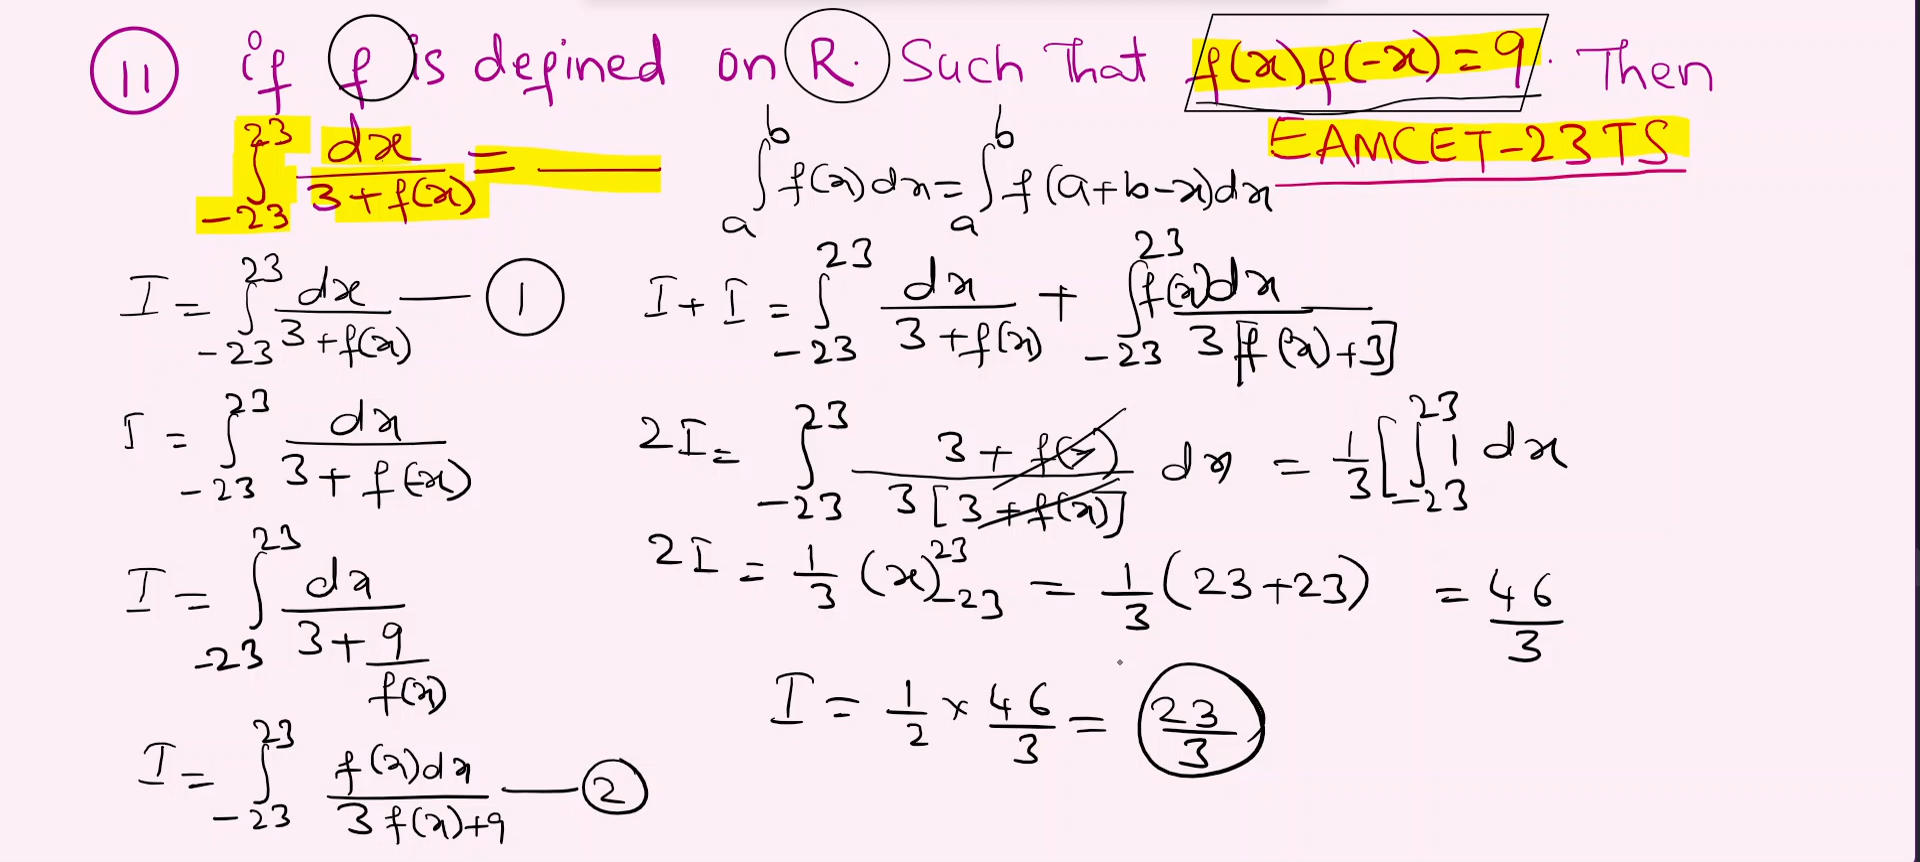 11 if f is defined on R. Such That f(x)f(-x)=9. Then
∫_{-23}^{23} dx/(3+f(x)) = ____
EAMCET-23 TS
∫_a^b f(x)dx = ∫_a^b f(a+b-x)dx
I = ∫_{-23}^{23} dx/(3+f(x)) — 1
I = ∫_{-23}^{23} dx/(3+f(-x))
I = ∫_{-23}^{23} dx/(3+9/f(x))
I = ∫_{-23}^{23} f(x)dx/(3f(x)+9) — 2
I+I = ∫_{-23}^{23} dx/(3+f(x)) + ∫_{-23}^{23} f(x)dx/(3[f(x)+3])
2I = ∫_{-23}^{23} (3+f(x))/(3[3+f(x)]) dx = 1/3 [∫_{-23}^{23} 1 dx
2I = 1/3 (x)_{-23}^{23} = 1/3 (23+23) = 46/3
I = 1/2 × 46/3 = 23/3